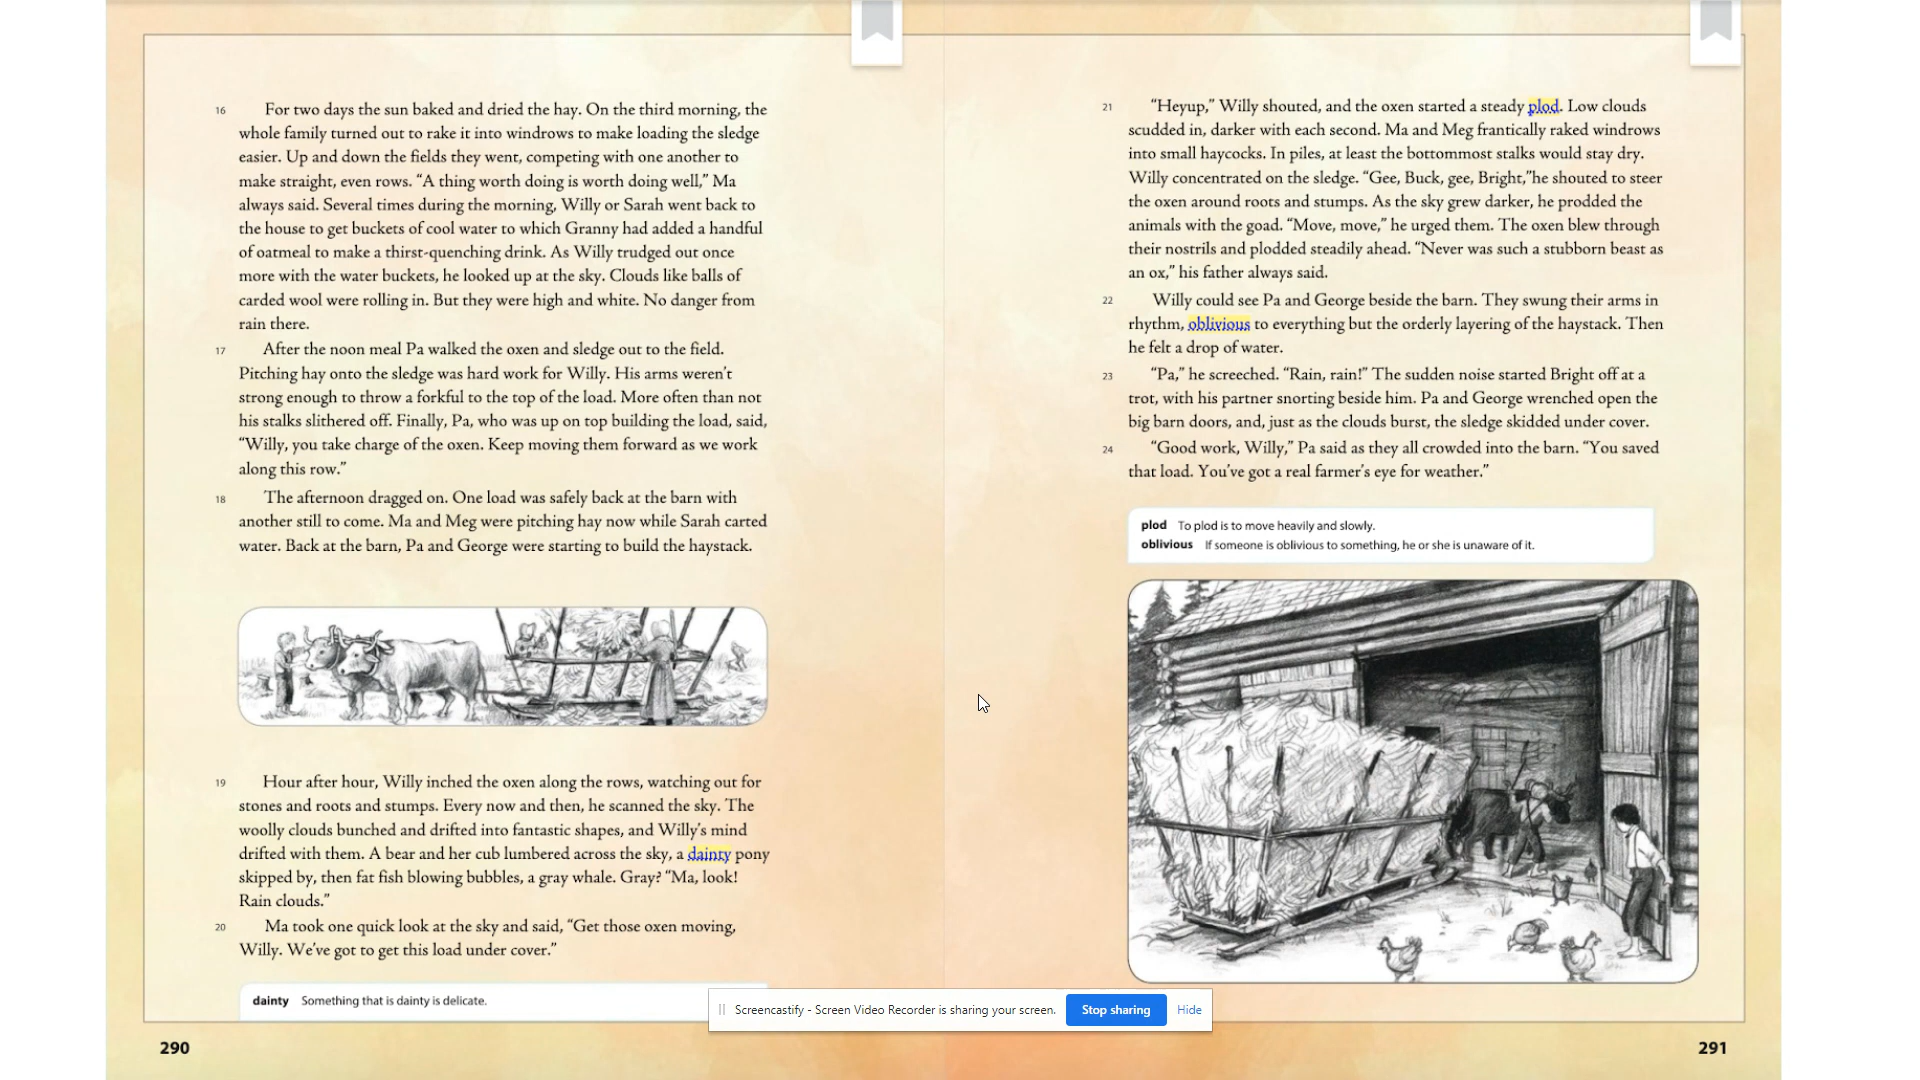 16 For two days the sun baked and dried the hay. On the third morning, the
whole family turned out to rake it into windrows to make loading the sledge
easier. Up and down the fields they went, competing with one another to
make straight, even rows. “A thing worth doing is worth doing well,” Ma
always said. Several times during the morning, Willy or Sarah went back to
the house to get buckets of cool water to which Granny had added a handful
of oatmeal to make a thirst-quenching drink. As Willy trudged out once
more with the water buckets, he looked up at the sky. Clouds like balls of
carded wool were rolling in. But they were high and white. No danger from
rain there.
17 After the noon meal Pa walked the oxen and sledge out to the field.
Pitching hay onto the sledge was hard work for Willy. His arms weren’t
strong enough to throw a forkful to the top of the load. More often than not
his stalks slithered off. Finally, Pa, who was up on top building the load, said,
“Willy, you take charge of the oxen. Keep moving them forward as we work
along this row.”
18 The afternoon dragged on. One load was safely back at the barn with
another still to come. Ma and Meg were pitching hay now while Sarah carted
water. Back at the barn, Pa and George were starting to build the haystack.
19 Hour after hour, Willy inched the oxen along the rows, watching out for
stones and roots and stumps. Every now and then, he scanned the sky. The
woolly clouds bunched and drifted into fantastic shapes, and Willy’s mind
drifted with them. A bear and her cub lumbered across the sky, a dainty pony
skipped by, then fat fish blowing bubbles, a gray whale. Gray? “Ma, look!
Rain clouds.”
20 Ma took one quick look at the sky and said, “Get those oxen moving,
Willy. We’ve got to get this load under cover.”
dainty Something that is dainty is delicate.
290
21 “Heyup,” Willy shouted, and the oxen started a steady plod. Low clouds
scudded in, darker with each second. Ma and Meg frantically raked windrows
into small haycocks. In piles, at least the bottommost stalks would stay dry.
Willy concentrated on the sledge. “Gee, Buck, gee, Bright,”he shouted to steer
the oxen around roots and stumps. As the sky grew darker, he prodded the
animals with the goad. “Move, move,” he urged them. The oxen blew through
their nostrils and plodded steadily ahead. “Never was such a stubborn beast as
an ox,” his father always said.
22 Willy could see Pa and George beside the barn. They swung their arms in
rhythm, oblivious to everything but the orderly layering of the haystack. Then
he felt a drop of water.
23 “Pa,” he screeched. “Rain, rain!” The sudden noise started Bright off at a
trot, with his partner snorting beside him. Pa and George wrenched open the
big barn doors, and, just as the clouds burst, the sledge skidded under cover.
24 “Good work, Willy,” Pa said as they all crowded into the barn. “You saved
that load. You’ve got a real farmer’s eye for weather.”
plod To plod is to move heavily and slowly.
oblivious If someone is oblivious to something, he or she is unaware of it.
Screencastify - Screen Video Recorder is sharing your screen. Stop sharing Hide
291